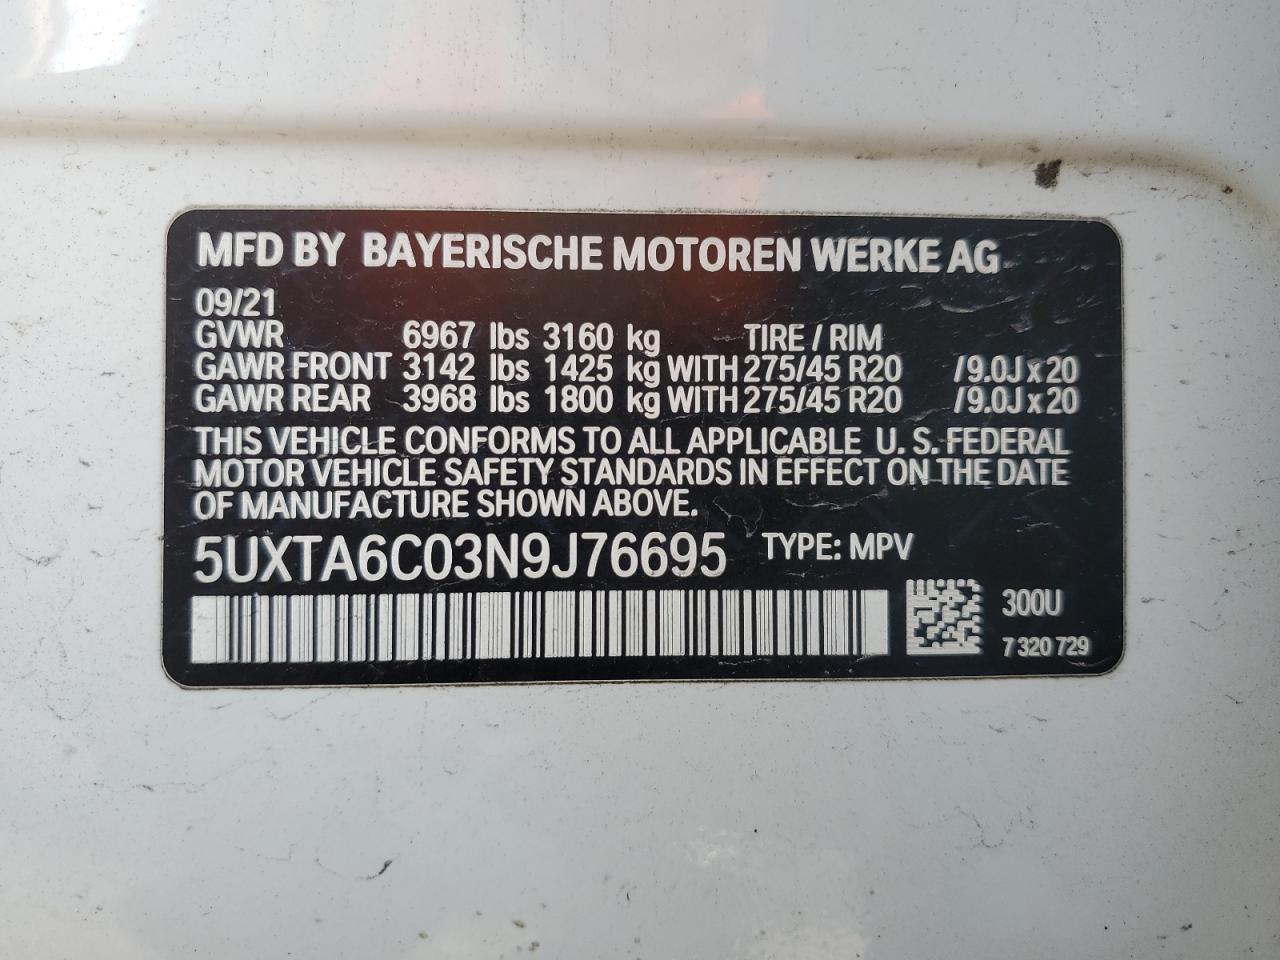 MFD BY BAYERISCHE MOTOREN WERKE AG
09/21
GVWR 6967 lbs 3160 kg TIRE / RIM
GAWR FRONT 3142 lbs 1425 kg WITH 275/45 R20 /9.0J x 20
GAWR REAR 3968 lbs 1800 kg WITH 275/45 R20 /9.0J x 20
THIS VEHICLE CONFORMS TO ALL APPLICABLE U. S. FEDERAL
MOTOR VEHICLE SAFETY STANDARDS IN EFFECT ON THE DATE
OF MANUFACTURE SHOWN ABOVE.
5UXTA6C03N9J76695 TYPE: MPV
300U
7 320 729